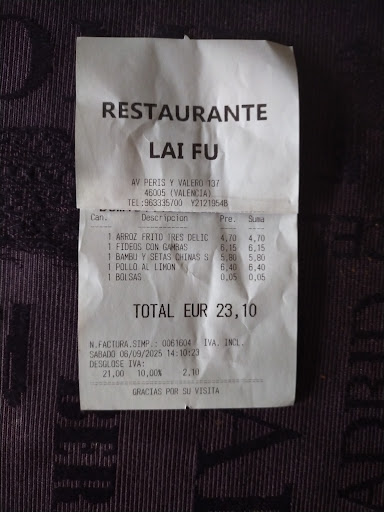 RESTAURANTE
LAI FU
AV PERIS Y VALERO 137
46005 (VALENCIA)
TEL:963335700 Y2121954B
Can. Descripcion Pre. Suma
1 ARROZ FRITO TRES DELIC 4,70 4,70
1 FIDEOS CON GAMBAS 6,15 6,15
1 BAMBU Y SETAS CHINAS S 5,80 5,80
1 POLLO AL LIMON 6,40 6,40
1 BOLSAS 0,05 0,05
TOTAL EUR 23,10
N.FACTURA.SIMP.: 0061604 IVA. INCL.
SABADO 06/09/2025 14:10:23
DESGLOSE IVA:
21,00 10,00% 2,10
GRACIAS POR SU VISITA